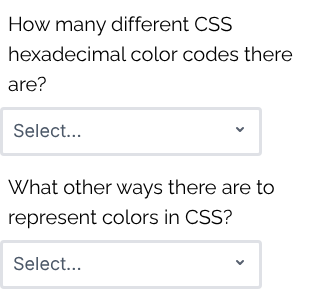 How many different CSS
hexadecimal color codes there
are?
Select...
What other ways there are to
represent colors in CSS?
Select...